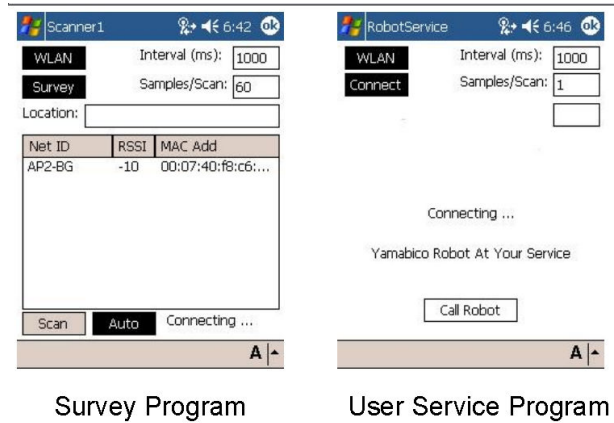 Scanner1 6:42 ok
WLAN Interval (ms): 1000
Survey Samples/Scan: 60
Location:
Net ID RSSI MAC Add
AP2-BG -10 00:07:40:f8:c6:...
Scan Auto Connecting ...
A
Survey Program
RobotService 6:46 ok
WLAN Interval (ms): 1000
Connect Samples/Scan: 1
Connecting ...
Yamabico Robot At Your Service
Call Robot
A
User Service Program